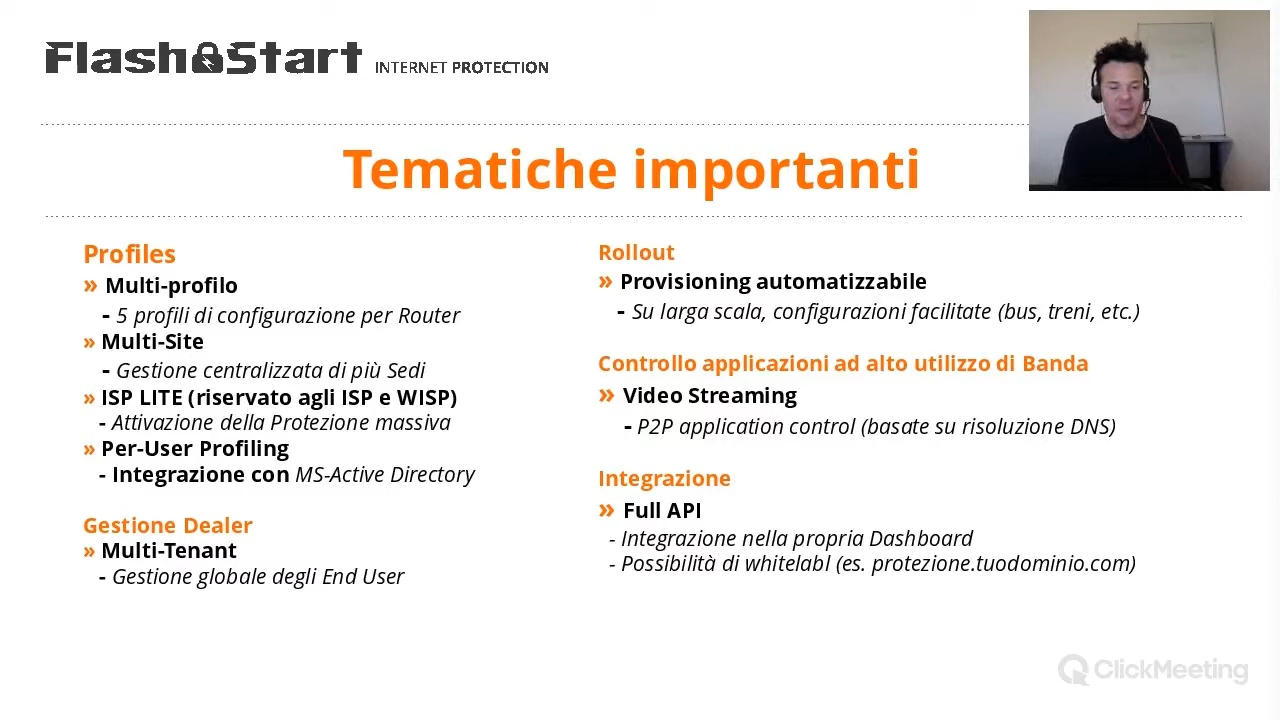 FlashStart INTERNET PROTECTION
Tematiche importanti
Profiles
» Multi-profilo
- 5 profili di configurazione per Router
» Multi-Site
- Gestione centralizzata di più Sedi
» ISP LITE (riservato agli ISP e WISP)
- Attivazione della Protezione massiva
» Per-User Profiling
- Integrazione con MS-Active Directory
Gestione Dealer
» Multi-Tenant
- Gestione globale degli End User
Rollout
» Provisioning automatizzabile
- Su larga scala, configurazioni facilitate (bus, treni, etc.)
Controllo applicazioni ad alto utilizzo di Banda
» Video Streaming
- P2P application control (basate su risoluzione DNS)
Integrazione
» Full API
- Integrazione nella propria Dashboard
- Possibilità di whitelabl (es. protezione.tuodominio.com)
ClickMeeting